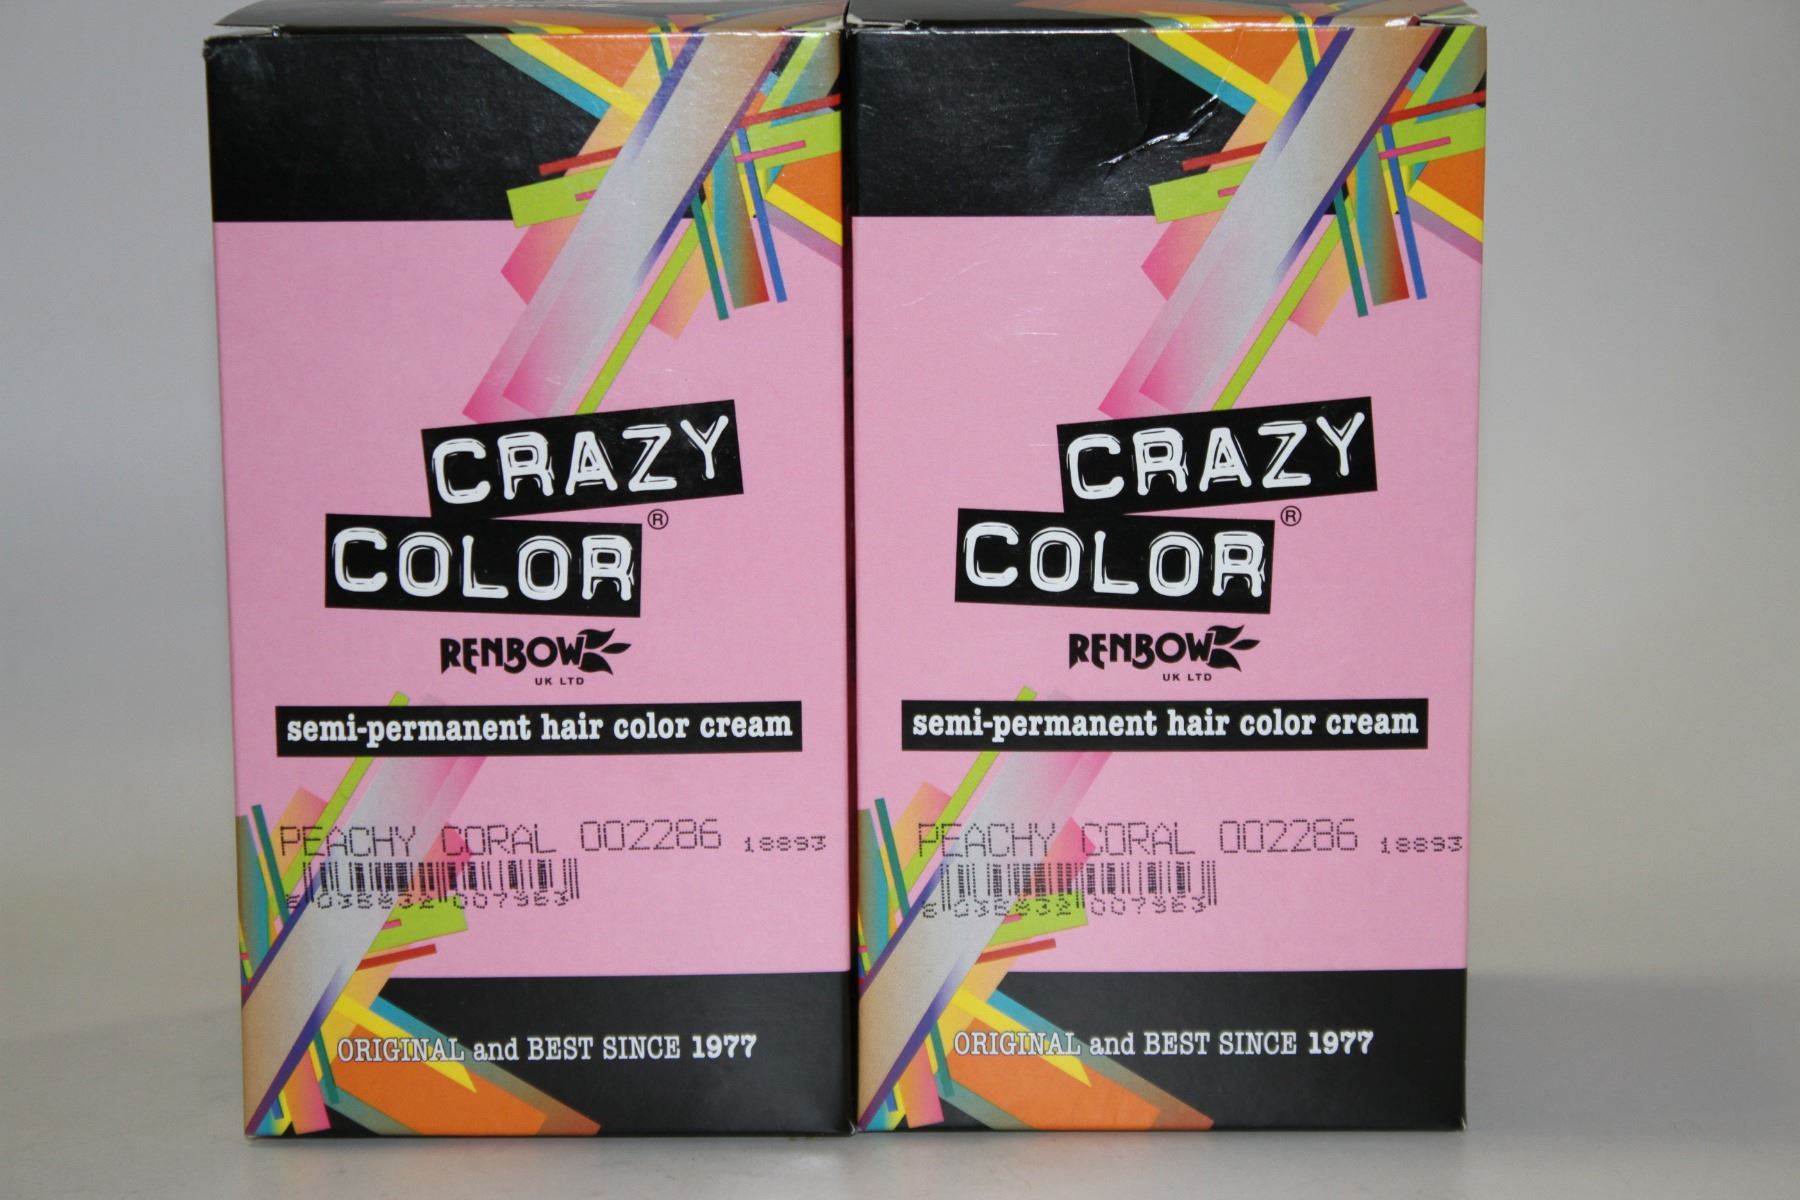 CRAZY
COLOR®
RENBOW
UK LTD
semi-permanent hair color cream
PEACHY CORAL 002286 18893
ORIGINAL and BEST SINCE 1977
CRAZY
COLOR®
RENBOW
UK LTD
semi-permanent hair color cream
PEACHY CORAL 002286 18893
ORIGINAL and BEST SINCE 1977